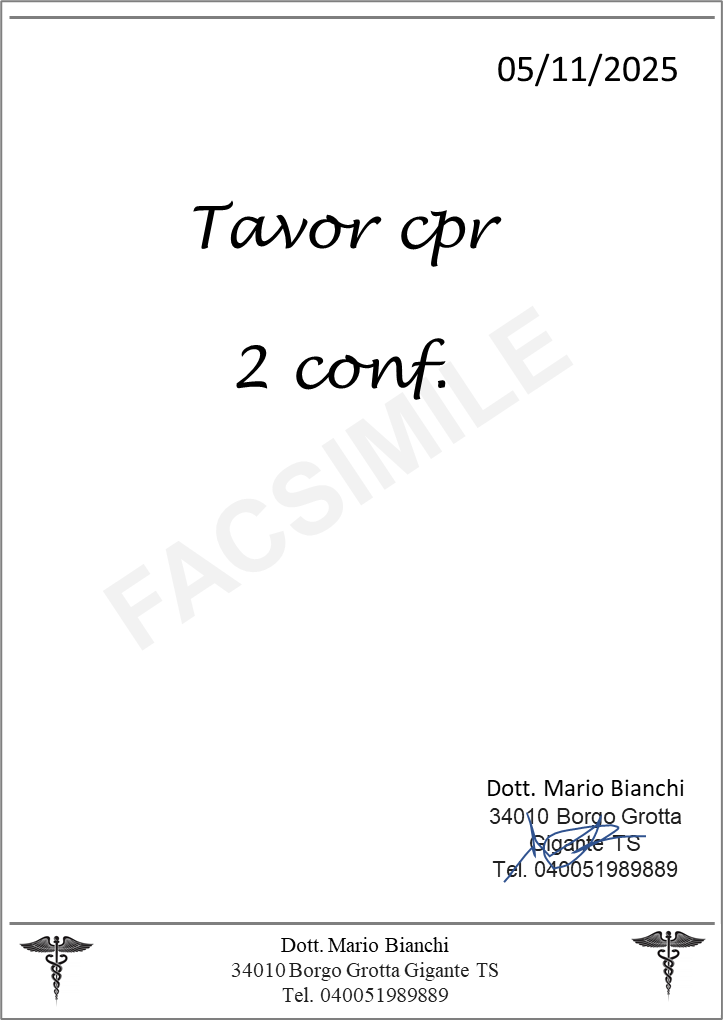 05/11/2025
Tavor cpr
2 conf.
FACSIMILE
Dott. Mario Bianchi
34010 Borgo Grotta
Gigante TS
Tel. 040051989889
Dott. Mario Bianchi
34010 Borgo Grotta Gigante TS
Tel. 040051989889